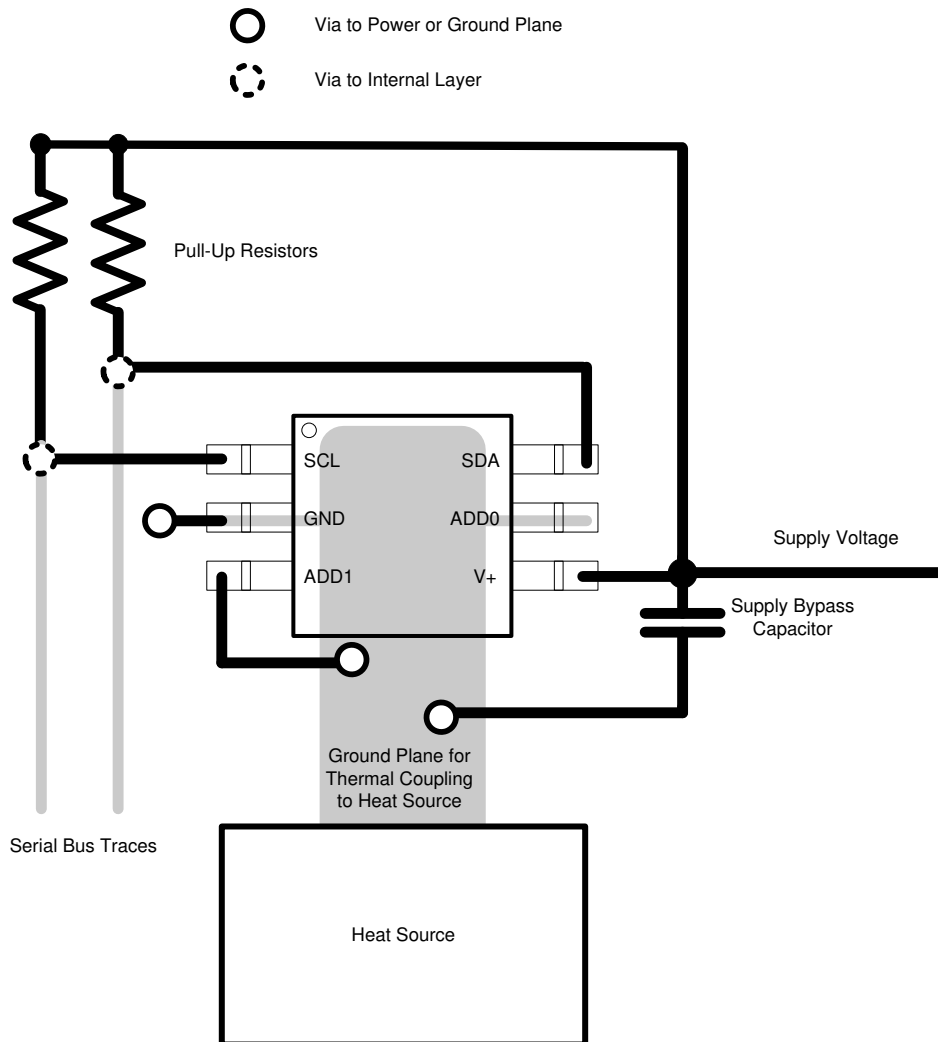 Via to Power or Ground Plane
Via to Internal Layer
Pull-Up Resistors
SCL
SDA
GND
ADD0
ADD1
V+
Supply Voltage
Supply Bypass
Capacitor
Ground Plane for
Thermal Coupling
to Heat Source
Serial Bus Traces
Heat Source